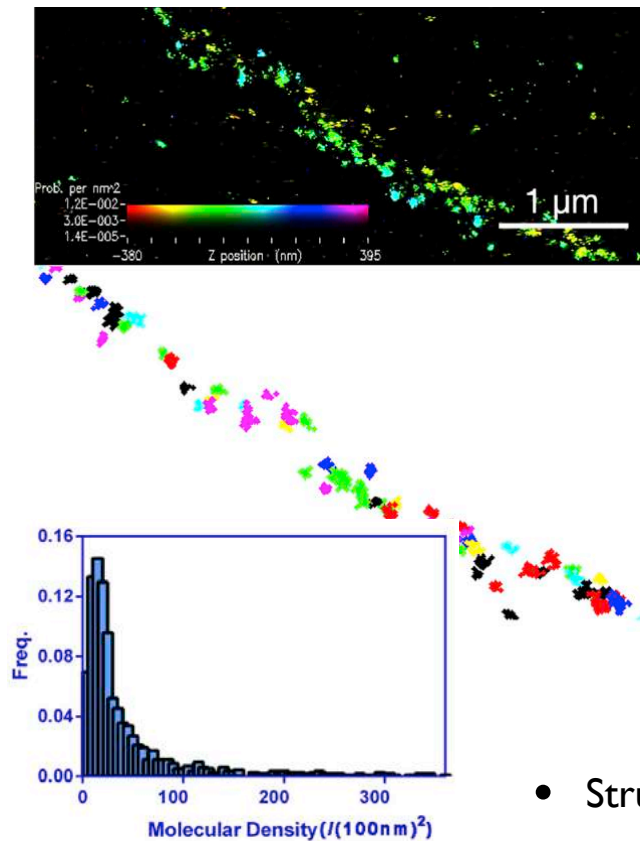 Prob. per nm^2
1.2E-002
3.0E-003
1.4E-005
-380 Z position (nm) 395
1 μm
0.16
0.12
0.08
0.04
0.00
Freq.
0 100 200 300
Molecular Density(/(100nm)²)
• Stru